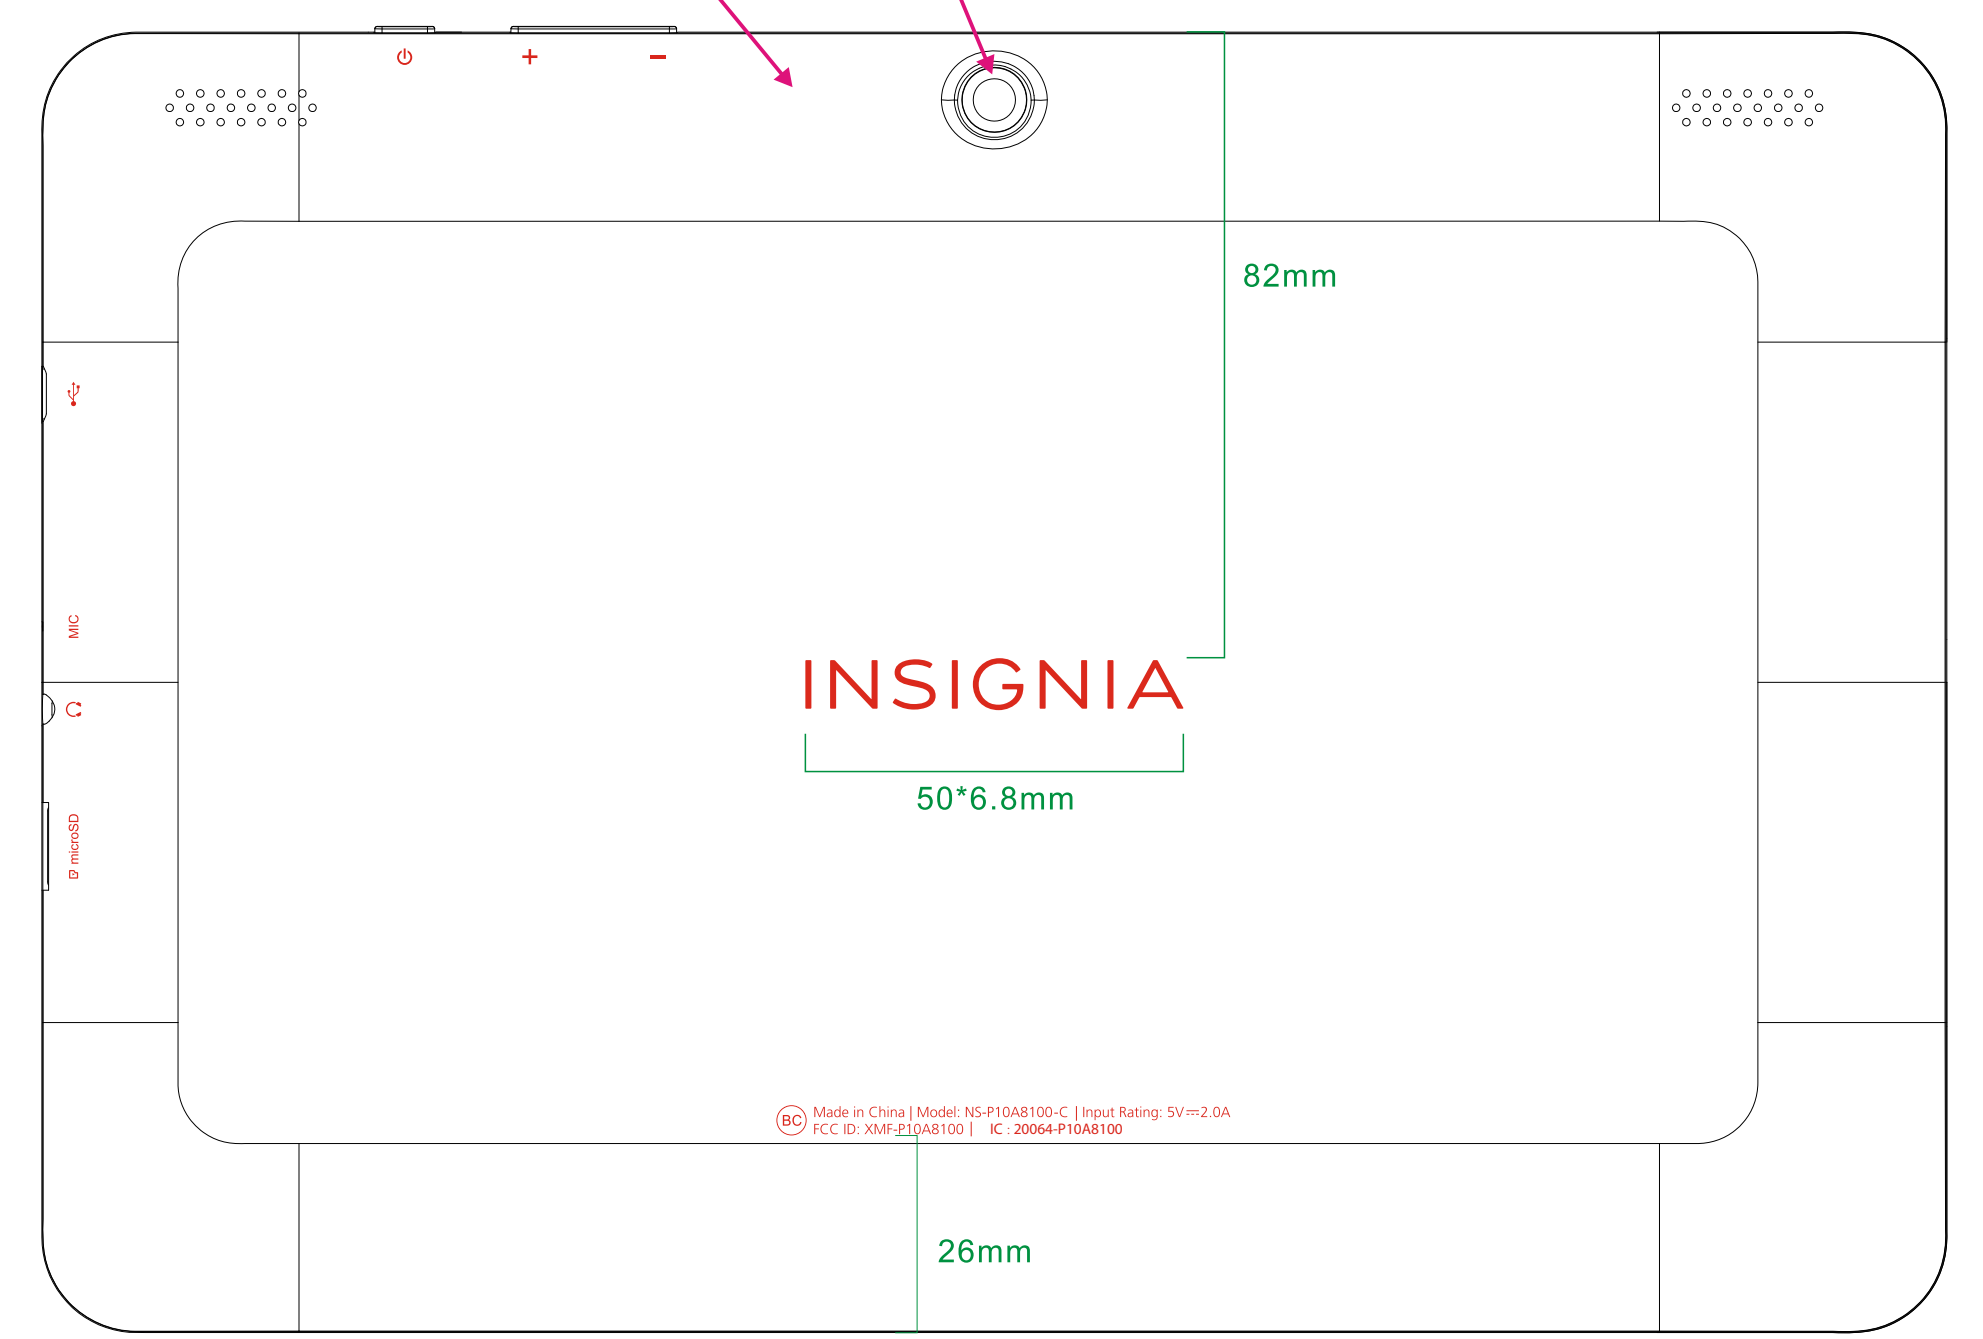 + −
82mm
MIC
INSIGNIA
50*6.8mm
microSD
BC
Made in China | Model: NS-P10A8100-C | Input Rating: 5V⎓2.0A
FCC ID: XMF-P10A8100 | IC : 20064-P10A8100
26mm